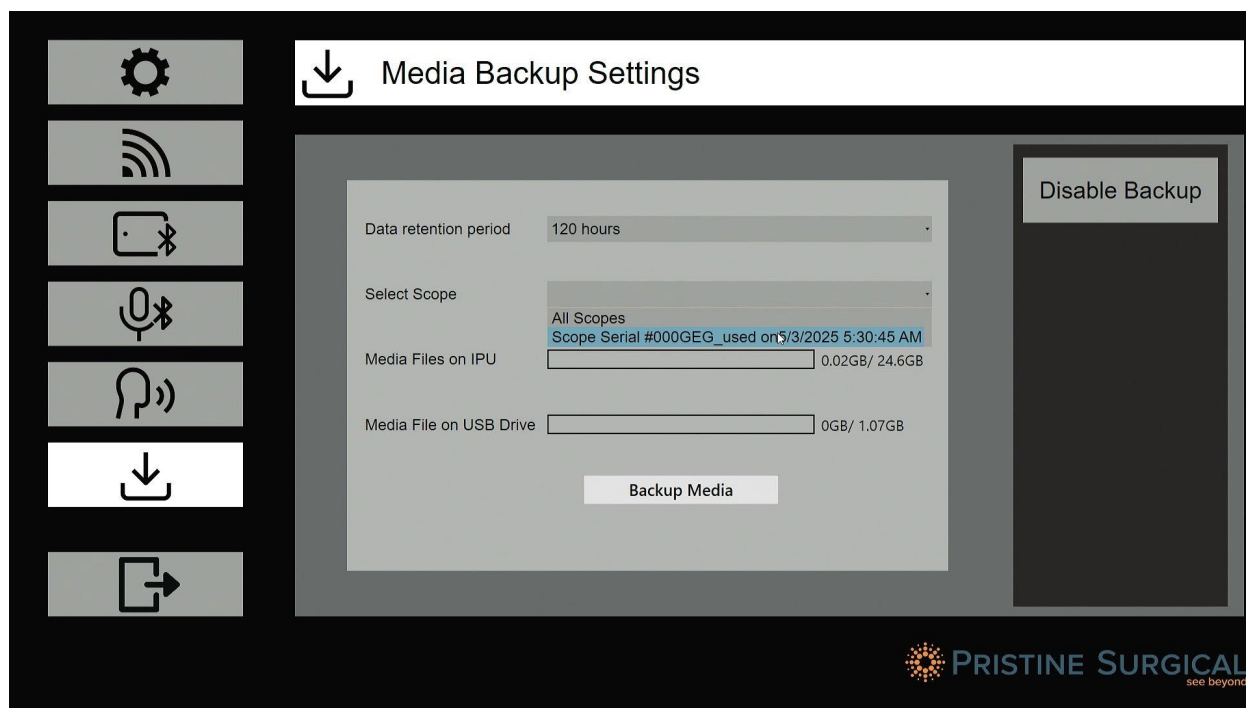 Media Backup Settings
Disable Backup
Data retention period 120 hours
Select Scope
All Scopes
Scope Serial #000GEG_used on5/3/2025 5:30:45 AM
Media Files on IPU 0.02GB/ 24.6GB
Media File on USB Drive 0GB/ 1.07GB
Backup Media
PRISTINE SURGICAL
see beyond